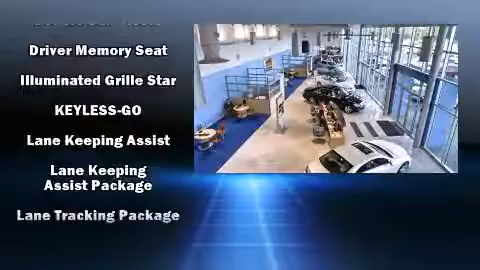 Driver Memory Seat
Illuminated Grille Star
KEYLESS-GO
Lane Keeping Assist
Lane Keeping
Assist Package
Lane Tracking Package